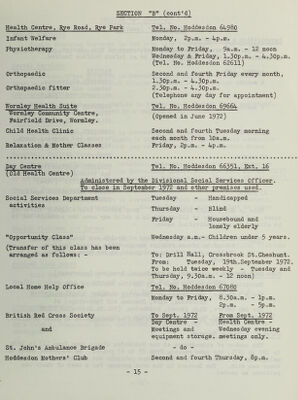 SECTION "B" (cont'd)
Health Centre, Rye Road, Rye Park Tel. No. Hoddesdon 64980
Infant Welfare Monday, 2p.m. - 4p.m.
Physiotherapy Monday to Friday, 9a.m. - 12 noon
Wednesday & Friday, 1.30p.m. - 4.30p.m.
(Tel. No. Hoddesdon 62611)
Orthopaedic Second and fourth Friday every month,
1.30p.m. - 4.30p.m.
Orthopaedic fitter 2.30p.m. - 4.30p.m.
(Telephone any day for appointment)
Wormley Health Suite Tel. No. Hoddesdon 69664
Wormley Community Centre,
Fairfield Drive, Wormley. (Opened in June 1972)
Child Health Clinic Second and fourth Tuesday morning
each month from 10a.m.
Relaxation & Mother Classes Friday, 2p.m. - 4p.m.
Day Centre Tel. No. Hoddesdon 66351, Ext. 16
(Old Health Centre)
Administered by the Divisional Social Services officer.
To close in September 1972 and other premises used.
Social Services Department Tuesday - Handicapped
activities
Thursday - Blind
Friday - Housebound and
lonely elderly
"Opportunity Class" Wednesday a.m.- Children under 5 years.
(Transfer of this class has been
arranged as follows: - To: Drill Hall, Crossbrook St.Cheshunt.
From: Tuesday, 19th.September 1972.
To be held twice weekly - Tuesday and
Thursday, 9.30a.m. - 12 noon)
Local Home Help Office Tel. No. Hoddesdon 67080
Monday to Friday, 8.30a.m. - 1p.m.
2p.m. - 5p.m.
British Red Cross Society To Sept. 1972 From Sept. 1972
Day Centre - Health Centre -
and Meetings and Wednesday evening
equipment storage. meetings only.
St. John's Ambulance Brigade - do -
Hoddesdon Mothers' Club Second and fourth Thursday, 8p.m.
- 15 -